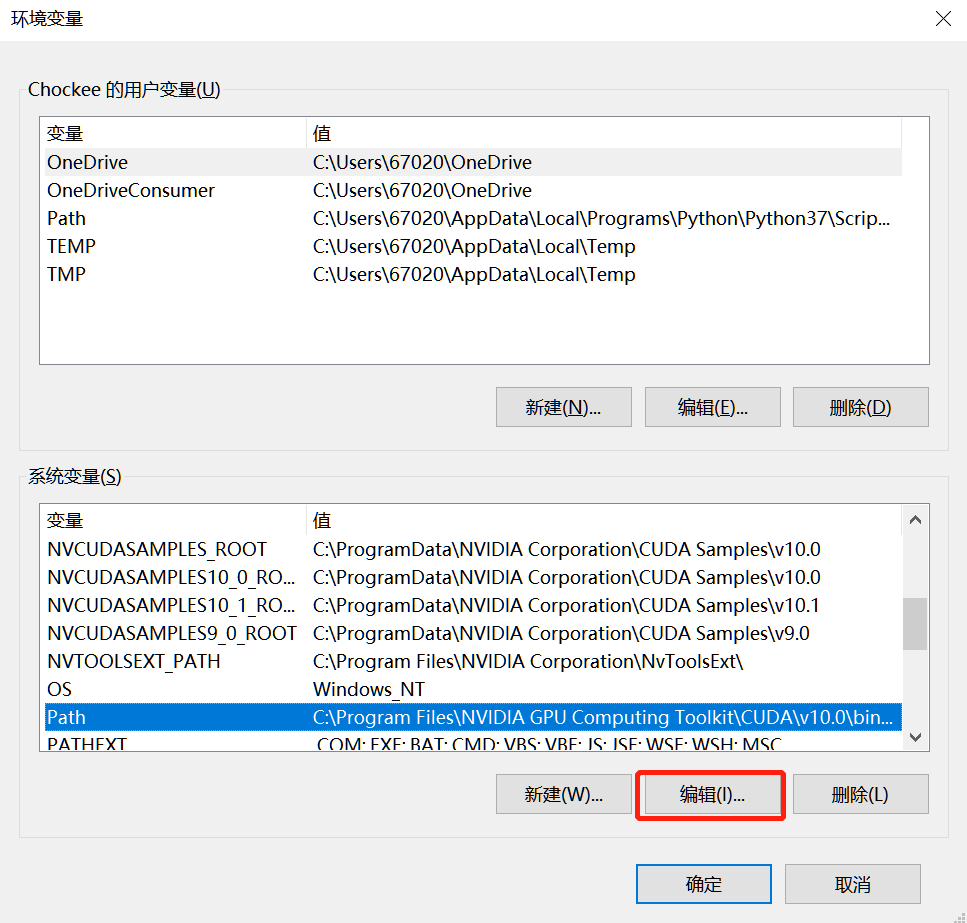 环境变量
Chockee 的用户变量(U)
变量 值
OneDrive C:\Users\67020\OneDrive
OneDriveConsumer C:\Users\67020\OneDrive
Path C:\Users\67020\AppData\Local\Programs\Python\Python37\Scrip...
TEMP C:\Users\67020\AppData\Local\Temp
TMP C:\Users\67020\AppData\Local\Temp
新建(N)... 编辑(E)... 删除(D)
系统变量(S)
变量 值
NVCUDASAMPLES_ROOT C:\ProgramData\NVIDIA Corporation\CUDA Samples\v10.0
NVCUDASAMPLES10_0_RO... C:\ProgramData\NVIDIA Corporation\CUDA Samples\v10.0
NVCUDASAMPLES10_1_RO... C:\ProgramData\NVIDIA Corporation\CUDA Samples\v10.1
NVCUDASAMPLES9_0_ROOT C:\ProgramData\NVIDIA Corporation\CUDA Samples\v9.0
NVTOOLSEXT_PATH C:\Program Files\NVIDIA Corporation\NvToolsExt\
OS Windows_NT
Path C:\Program Files\NVIDIA GPU Computing Toolkit\CUDA\v10.0\bin...
PATHEXT .COM;.EXE;.BAT;.CMD;.VBS;.VBE;.JS;.JSE;.WSF;.WSH;.MSC
新建(W)... 编辑(I)... 删除(L)
确定 取消